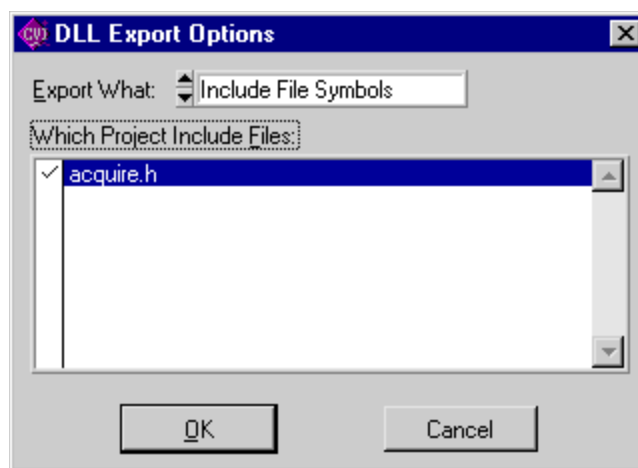 CVI DLL Export Options
Export What: Include File Symbols
Which Project Include Files:
acquire.h
OK Cancel